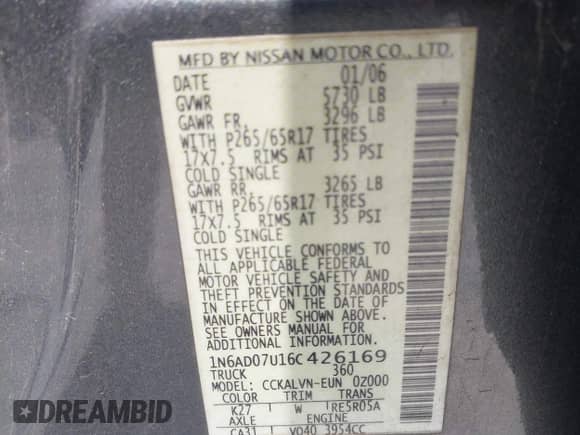 MFD BY NISSAN MOTOR CO., LTD.
DATE 01/06
GVWR 5730 LB
GAWR FR. 3296 LB
WITH P265/65R17 TIRES
17X7.5 RIMS AT 35 PSI
COLD SINGLE
GAWR RR. 3265 LB
WITH P265/65R17 TIRES
17X7.5 RIMS AT 35 PSI
COLD SINGLE
THIS VEHICLE CONFORMS TO
ALL APPLICABLE FEDERAL
MOTOR VEHICLE SAFETY AND
THEFT PREVENTION STANDARDS
IN EFFECT ON THE DATE OF
MANUFACTURE SHOWN ABOVE.
SEE OWNERS MANUAL FOR
ADDITIONAL INFORMATION.
1N6AD07U16C426169
TRUCK 360
MODEL: CCKALVN-EUN 0Z000
COLOR TRIM TRANS
K27 W RE5R05A
AXLE ENGINE
CA31 VQ40 3954CC
EPICVIN
DATA SOLUTIONS